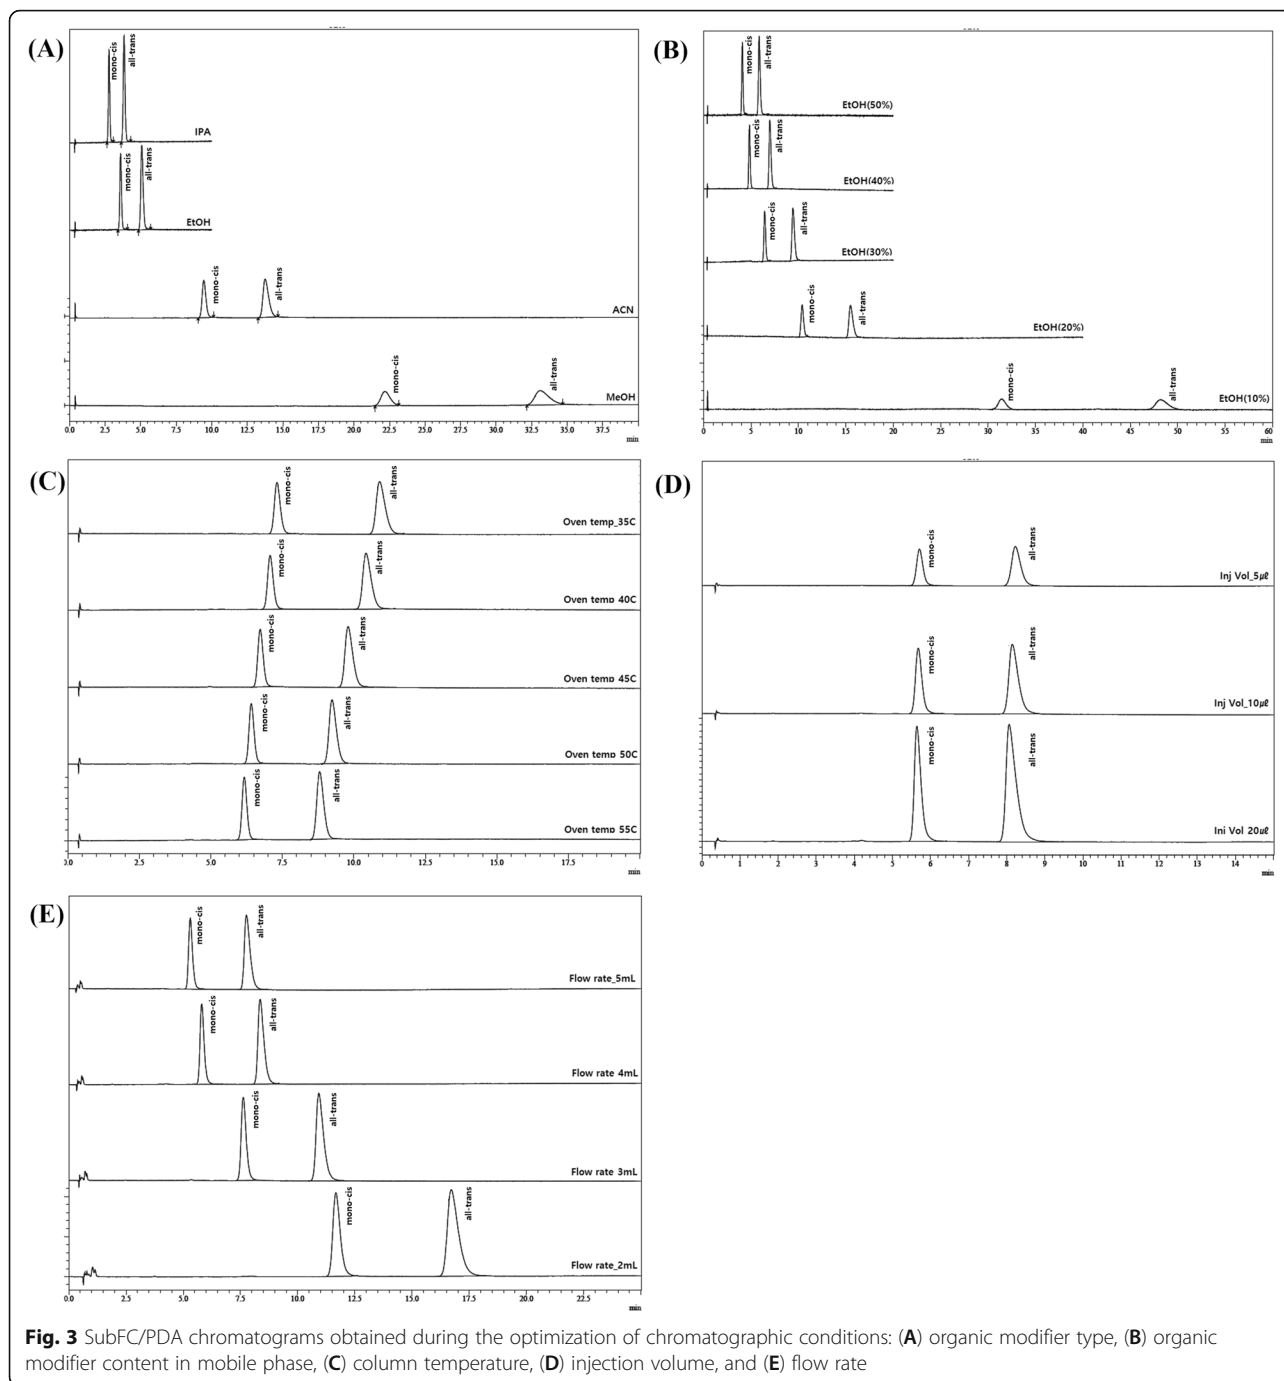 (A)
mono-cis
all-trans
IPA
mono-cis
all-trans
EtOH
mono-cis
all-trans
ACN
mono-cis
all-trans
MeOH
0.0 2.5 5.0 7.5 10.0 12.5 15.0 17.5 20.0 22.5 25.0 27.5 30.0 32.5 35.0 37.5
min
(B)
mono-cis
all-trans
EtOH(50%)
mono-cis
all-trans
EtOH(40%)
mono-cis
all-trans
EtOH(30%)
mono-cis
all-trans
EtOH(20%)
mono-cis
all-trans
EtOH(10%)
0 5 10 15 20 25 30 35 40 45 50 55 60
min
(C)
mono-cis
all-trans
Oven temp_35C
mono-cis
all-trans
Oven temp 40C
mono-cis
all-trans
Oven temp 45C
mono-cis
all-trans
Oven temp 50C
mono-cis
all-trans
Oven temp 55C
0.0 2.5 5.0 7.5 10.0 12.5 15.0 17.5
min
(D)
mono-cis
all-trans
Inj Vol_5㎕
mono-cis
all-trans
Inj Vol_10㎕
mono-cis
all-trans
Inj Vol 20㎕
0 1 2 3 4 5 6 7 8 9 10 11 12 13 14
min
(E)
mono-cis
all-trans
Flow rate_5mL
mono-cis
all-trans
Flow rate 4mL
mono-cis
all-trans
Flow rate 3mL
mono-cis
all-trans
Flow rate_2mL
0.0 2.5 5.0 7.5 10.0 12.5 15.0 17.5 20.0 22.5
min
Fig. 3 SubFC/PDA chromatograms obtained during the optimization of chromatographic conditions: (A) organic modifier type, (B) organic
modifier content in mobile phase, (C) column temperature, (D) injection volume, and (E) flow rate